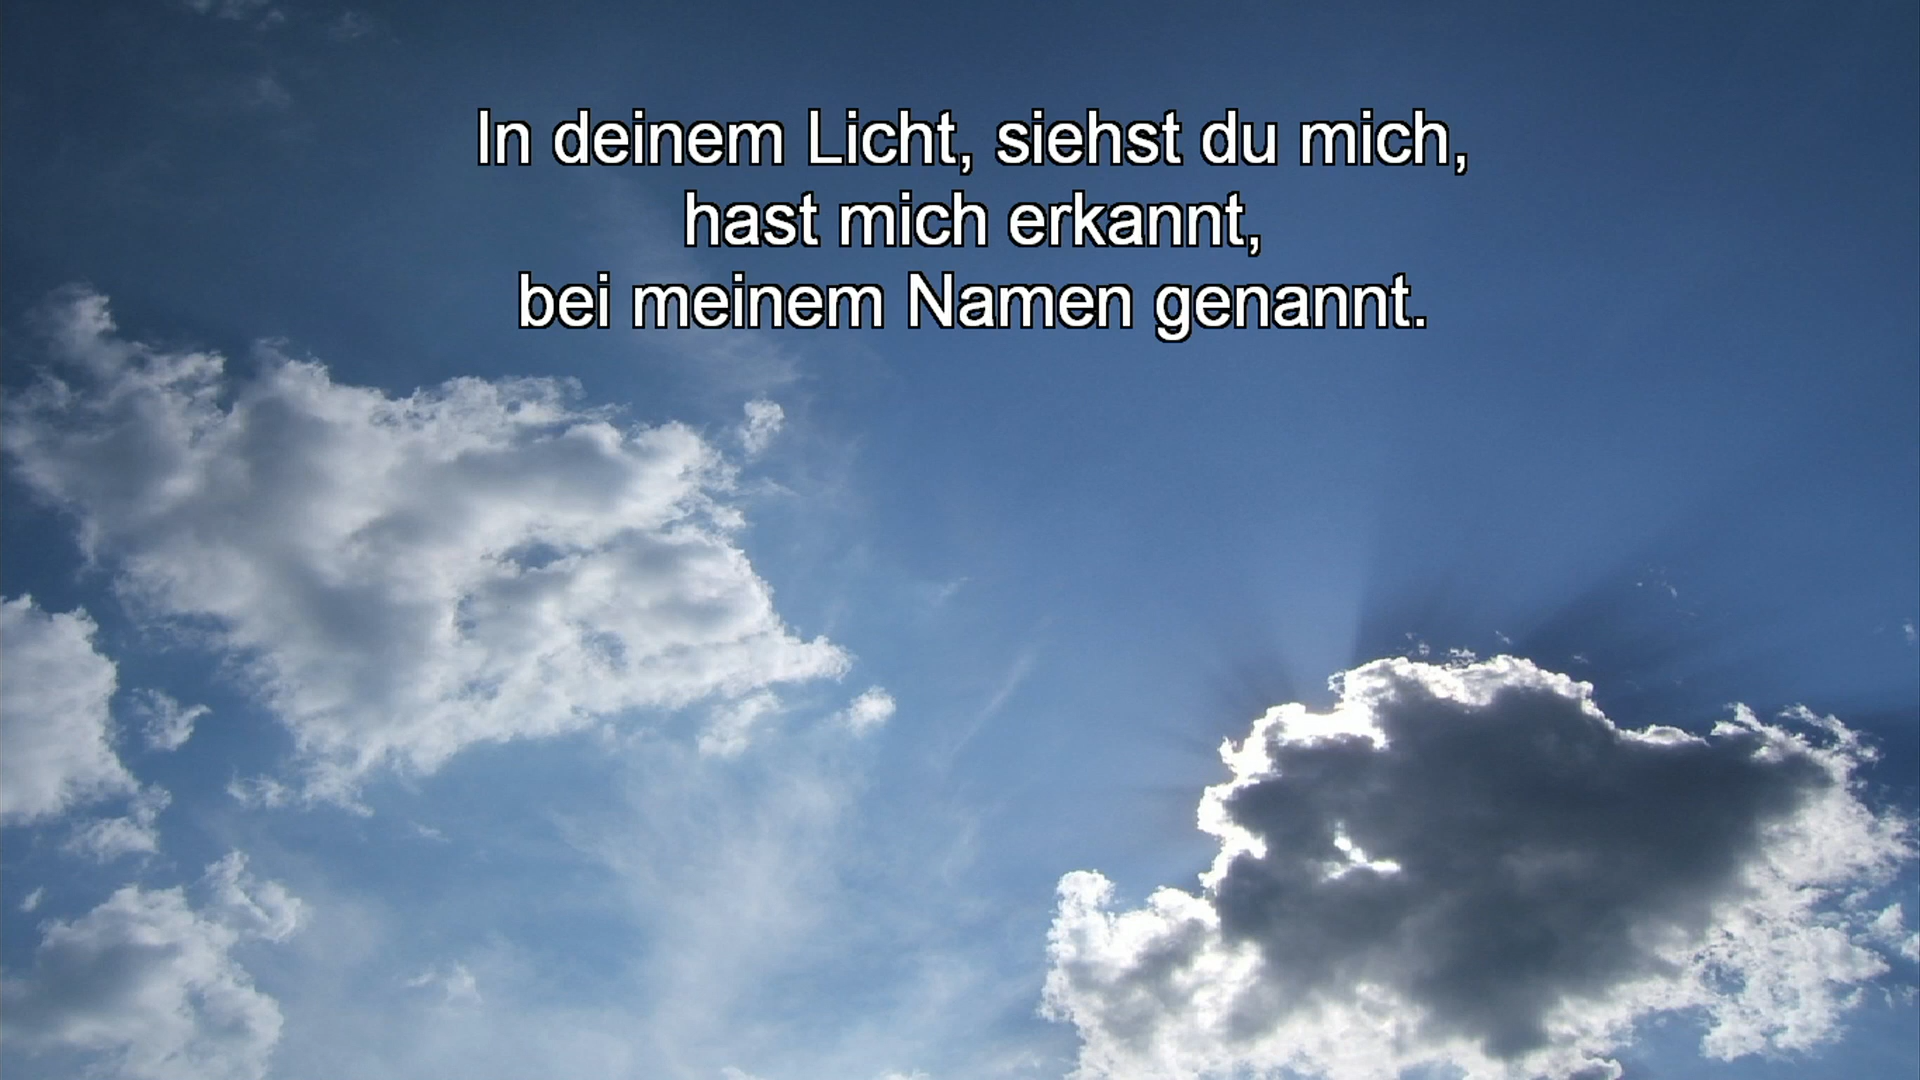 In deinem Licht, siehst du mich,
hast mich erkannt,
bei meinem Namen genannt.